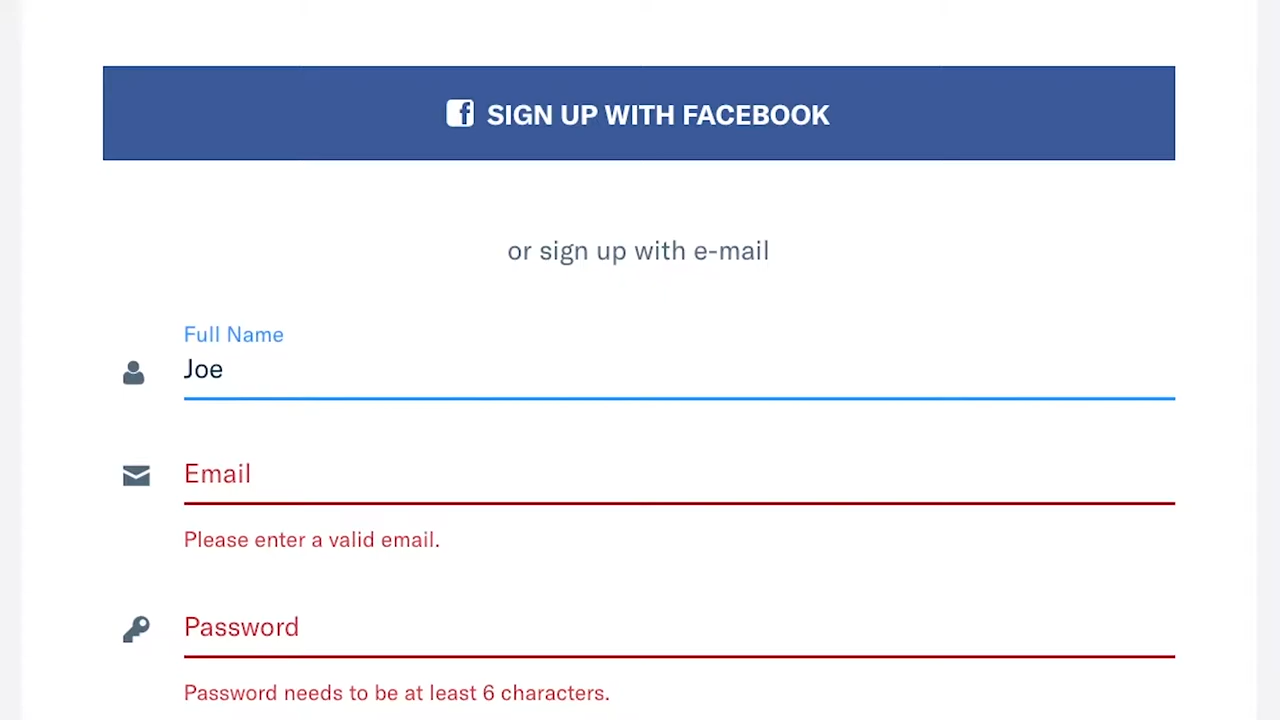 SIGN UP WITH FACEBOOK
or sign up with e-mail
Full Name
Joe
Email
Please enter a valid email.
Password
Password needs to be at least 6 characters.